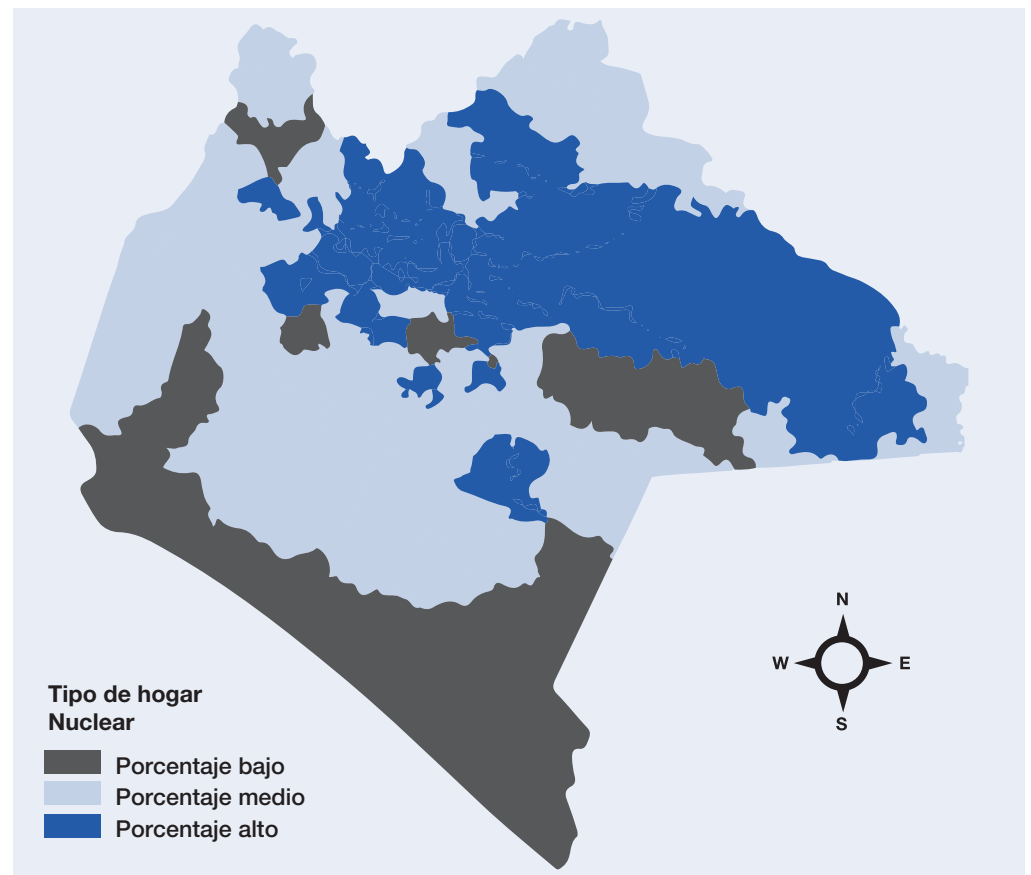 N
W E
S
Tipo de hogar
Nuclear
Porcentaje bajo
Porcentaje medio
Porcentaje alto